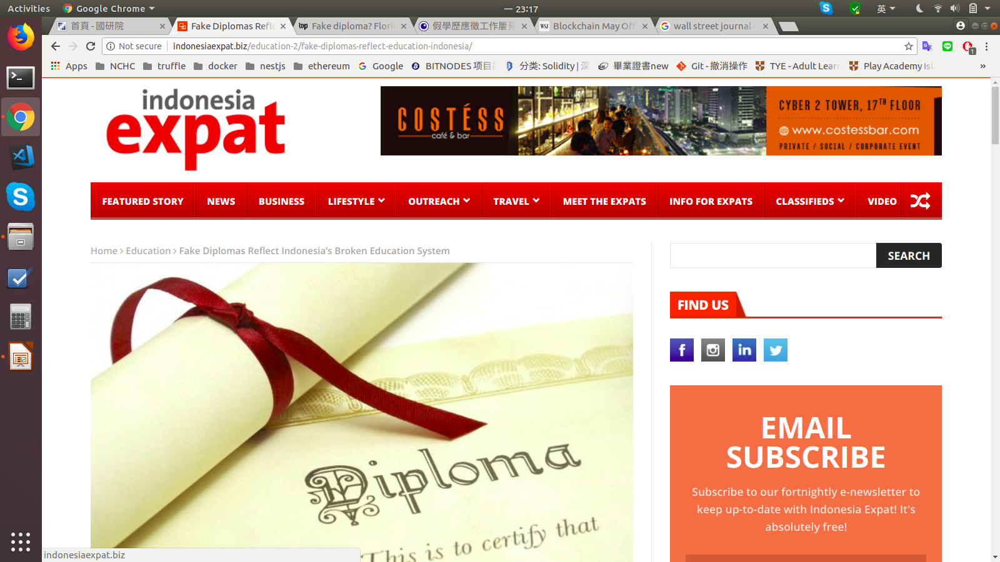 Activities
Google Chrome
一 23:17
英
首頁 - 國研院
Fake Diplomas Refle
Fake diploma? Flori
假學歷應徵工作屢見
WSJ
Blockchain May Off
wall street journal -
Not secure
indonesiaexpat.biz/education-2/fake-diplomas-reflect-education-indonesia/
1
Apps
NCHC
truffle
docker
nestjs
ethereum
Google
BITNODES 项目
分类: Solidity | 深
畢業證書new
Git - 撤消操作
TYE - Adult Learn
Play Academy Isl
»
indonesia
expat
COSTÉSS
café & bar
CYBER 2 TOWER, 17TH FLOOR
www.costessbar.com
PRIVATE / SOCIAL / CORPORATE EVENT
FEATURED STORY
NEWS
BUSINESS
LIFESTYLE
OUTREACH
TRAVEL
MEET THE EXPATS
INFO FOR EXPATS
CLASSIFIEDS
VIDEO
Home > Education > Fake Diplomas Reflect Indonesia's Broken Education System
SEARCH
FIND US
Diploma
This is to certify that
EMAIL
SUBSCRIBE
Subscribe to our fortnightly e-newsletter to
keep up-to-date with Indonesia Expat! It's
absolutely free!
indonesiaexpat.biz